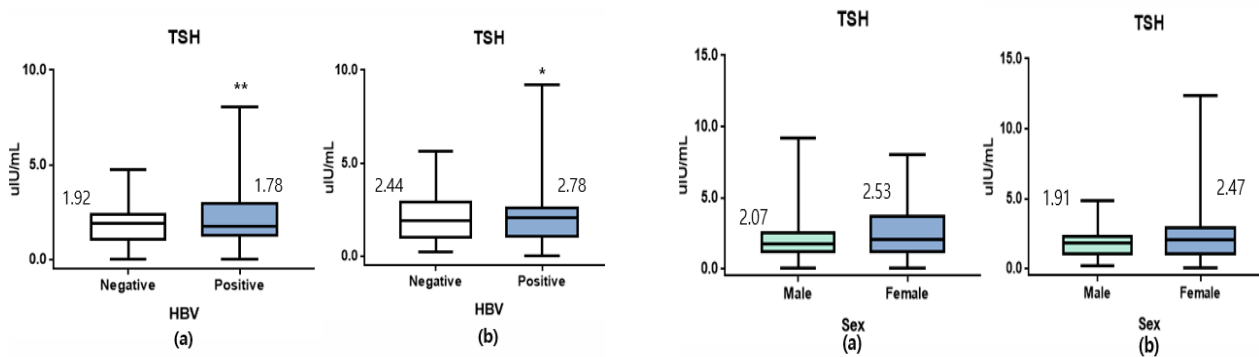 TSH
10.0
5.0
0.0
uIU/mL
**
1.92
1.78
Negative
Positive
HBV
(a)
TSH
10.0
5.0
0.0
uIU/mL
*
2.44
2.78
Negative
Positive
HBV
(b)
TSH
15.0
10.0
5.0
0.0
uIU/mL
2.07
2.53
Male
Female
Sex
(a)
TSH
15.0
10.0
5.0
0.0
uIU/mL
1.91
2.47
Male
Female
Sex
(b)